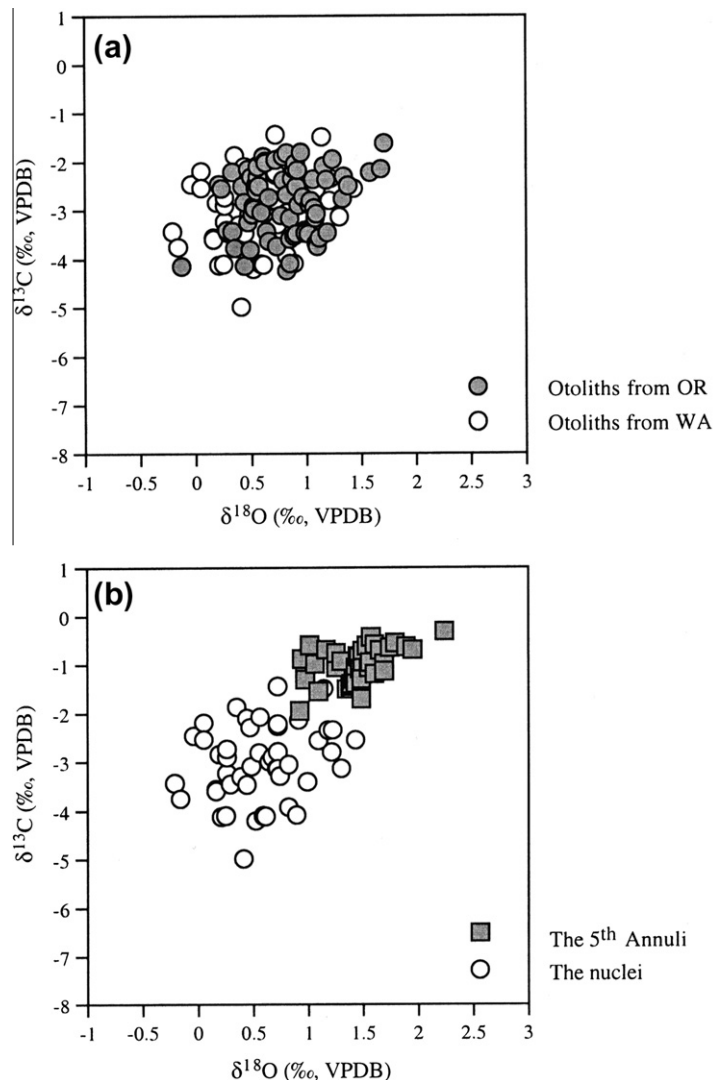 (a)
1
0
-1
-2
-3
-4
-5
-6
-7
-8
δ13C (‰, VPDB)
-1 -0.5 0 0.5 1 1.5 2 2.5 3
δ18O (‰, VPDB)
Otoliths from OR
Otoliths from WA
(b)
1
0
-1
-2
-3
-4
-5
-6
-7
-8
δ13C (‰, VPDB)
-1 -0.5 0 0.5 1 1.5 2 2.5 3
δ18O (‰, VPDB)
The 5th Annuli
The nuclei